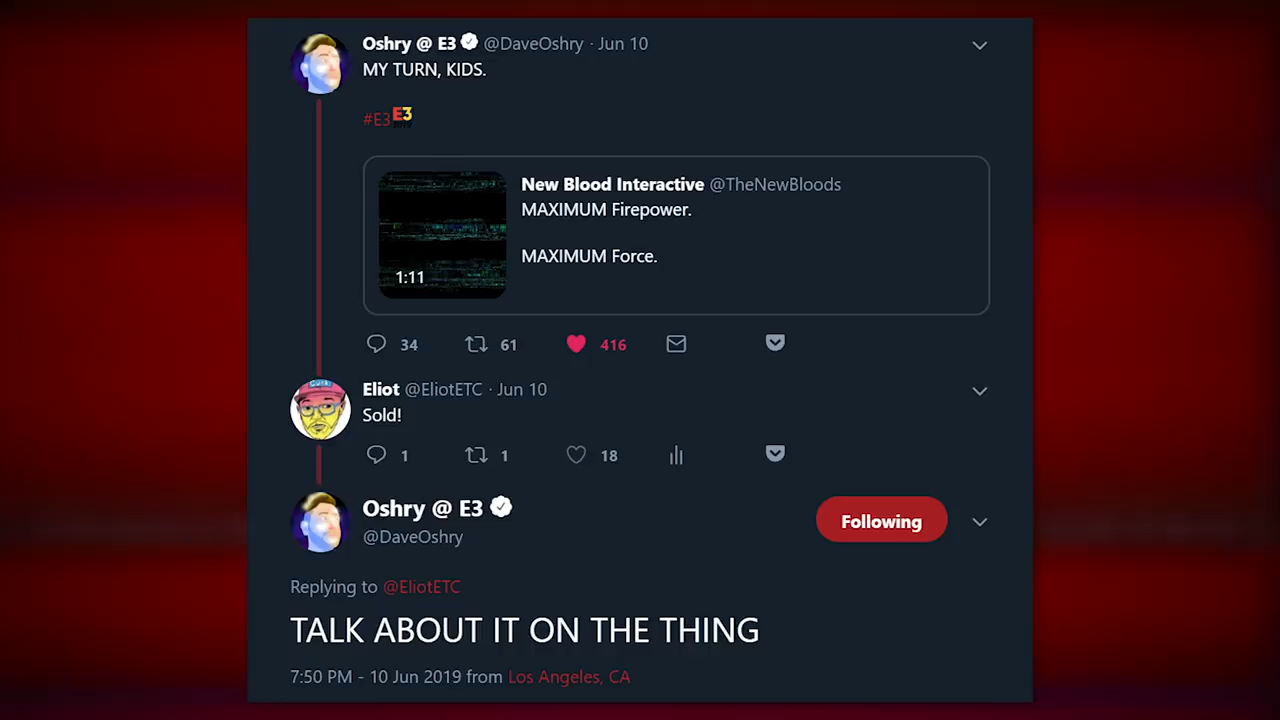 Oshry @ E3 @DaveOshry · Jun 10
MY TURN, KIDS.
#E3 E3
New Blood Interactive @TheNewBloods
MAXIMUM Firepower.
MAXIMUM Force.
1:11
34 61 416
Eliot @EliotETC · Jun 10
Sold!
1 1 18
Oshry @ E3
@DaveOshry
Following
Replying to @EliotETC
TALK ABOUT IT ON THE THING
7:50 PM - 10 Jun 2019 from Los Angeles, CA